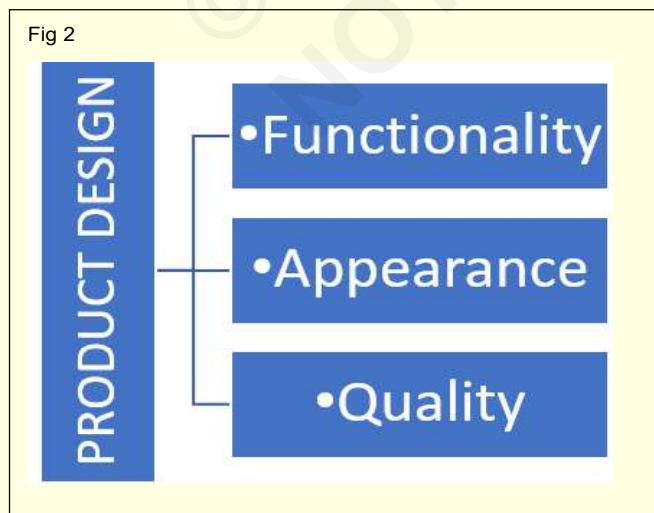 Fig 2
PRODUCT DESIGN
•Functionality
•Appearance
•Quality